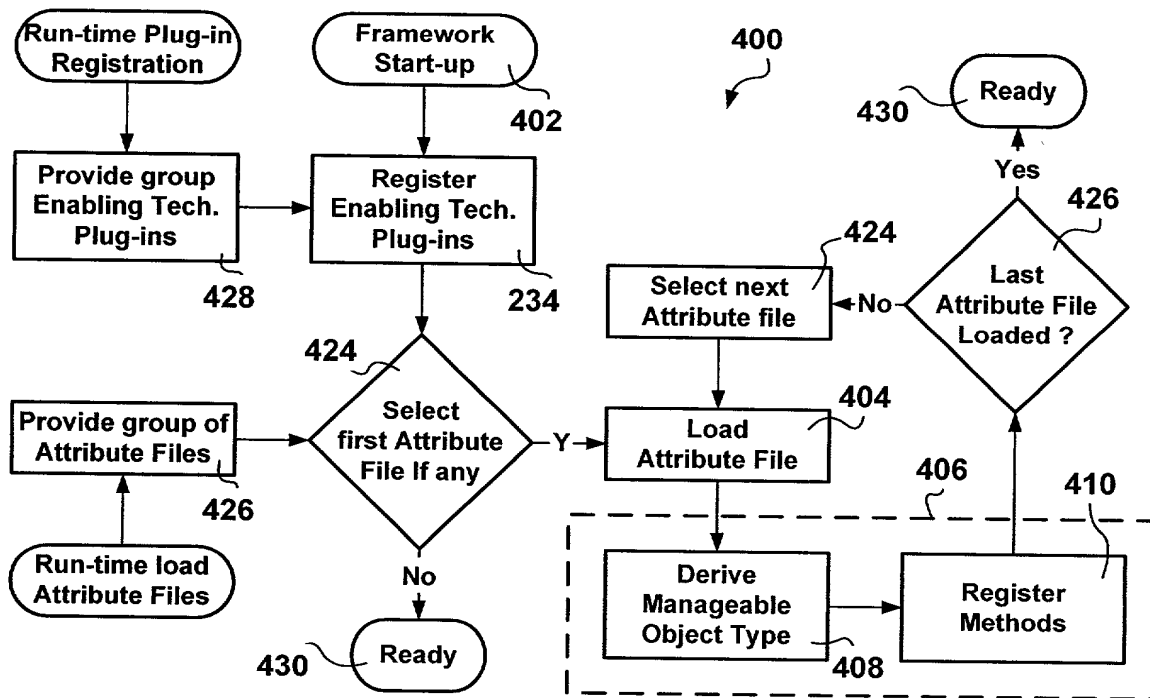 Run-time Plug-in
Registration
Framework
Start-up
402
400
Ready
430
Provide group
Enabling Tech.
Plug-ins
428
Register
Enabling Tech.
Plug-ins
234
Yes
426
Last
Attribute File
Loaded ?
No
424
Select next
Attribute file
424
Select
first Attribute
File If any
Y
404
Load
Attribute File
Provide group of
Attribute Files
426
Run-time load
Attribute Files
No
430
Ready
406
410
Derive
Manageable
Object Type
408
Register
Methods